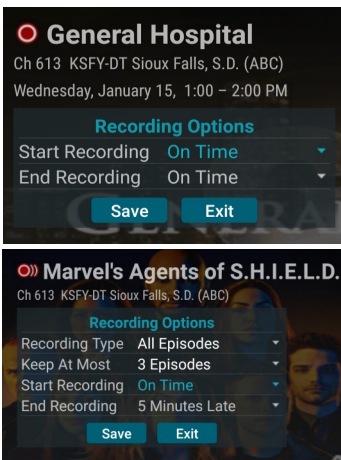 General Hospital
Ch 613 KSFY-DT Sioux Falls, S.D. (ABC)
Wednesday, January 15, 1:00 – 2:00 PM
Recording Options
Start Recording On Time
End Recording On Time
Save Exit
GENERA
Marvel's Agents of S.H.I.E.L.D.
Ch 613 KSFY-DT Sioux Falls, S.D. (ABC)
Recording Options
Recording Type All Episodes
Keep At Most 3 Episodes
Start Recording On Time
End Recording 5 Minutes Late
Save Exit